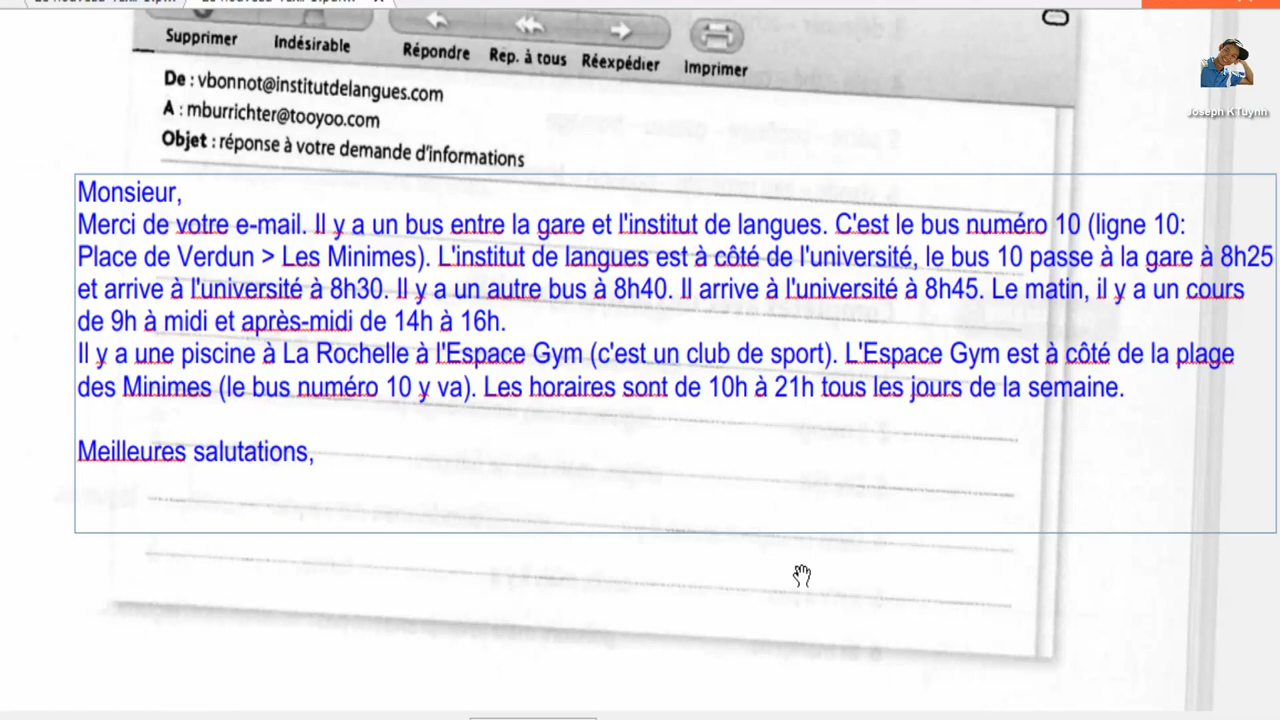 Supprimer Indésirable Répondre Rép. à tous Réexpédier Imprimer
De : vbonnot@institutdelangues.com
A : mburrichter@tooyoo.com
Objet : réponse à votre demande d'informations
Joseph KTuynn
Monsieur,
Merci de votre e-mail. Il y a un bus entre la gare et l'institut de langues. C'est le bus numéro 10 (ligne 10:
Place de Verdun > Les Minimes). L'institut de langues est à côté de l'université, le bus 10 passe à la gare à 8h25
et arrive à l'université à 8h30. Il y a un autre bus à 8h40. Il arrive à l'université à 8h45. Le matin, il y a un cours
de 9h à midi et après-midi de 14h à 16h.
Il y a une piscine à La Rochelle à l'Espace Gym (c'est un club de sport). L'Espace Gym est à côté de la plage
des Minimes (le bus numéro 10 y va). Les horaires sont de 10h à 21h tous les jours de la semaine.
Meilleures salutations,